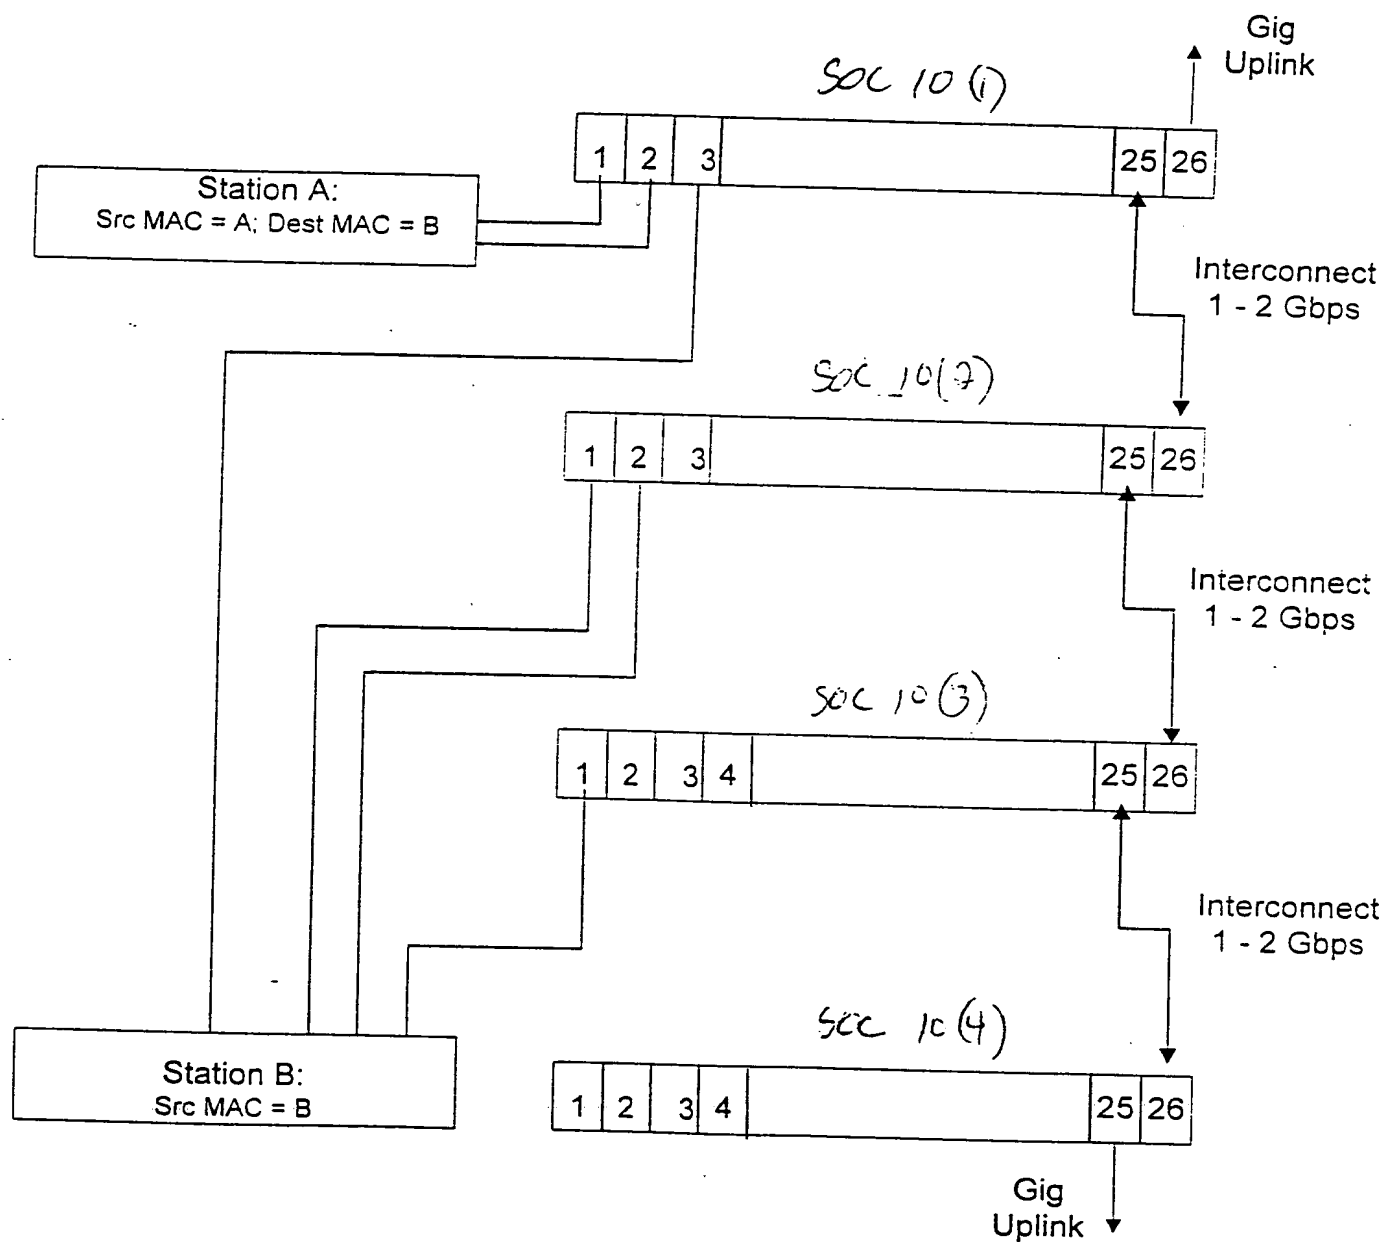 Gig
Uplink
SOC 10(1)
1 2 3 25 26
Station A:
Src MAC = A; Dest MAC = B
Interconnect
1 - 2 Gbps
SOC 10(2)
1 2 3 25 26
Interconnect
1 - 2 Gbps
SOC 10(3)
1 2 3 4 25 26
Interconnect
1 - 2 Gbps
SOC 10(4)
Station B:
Src MAC = B
1 2 3 4 25 26
Gig
Uplink